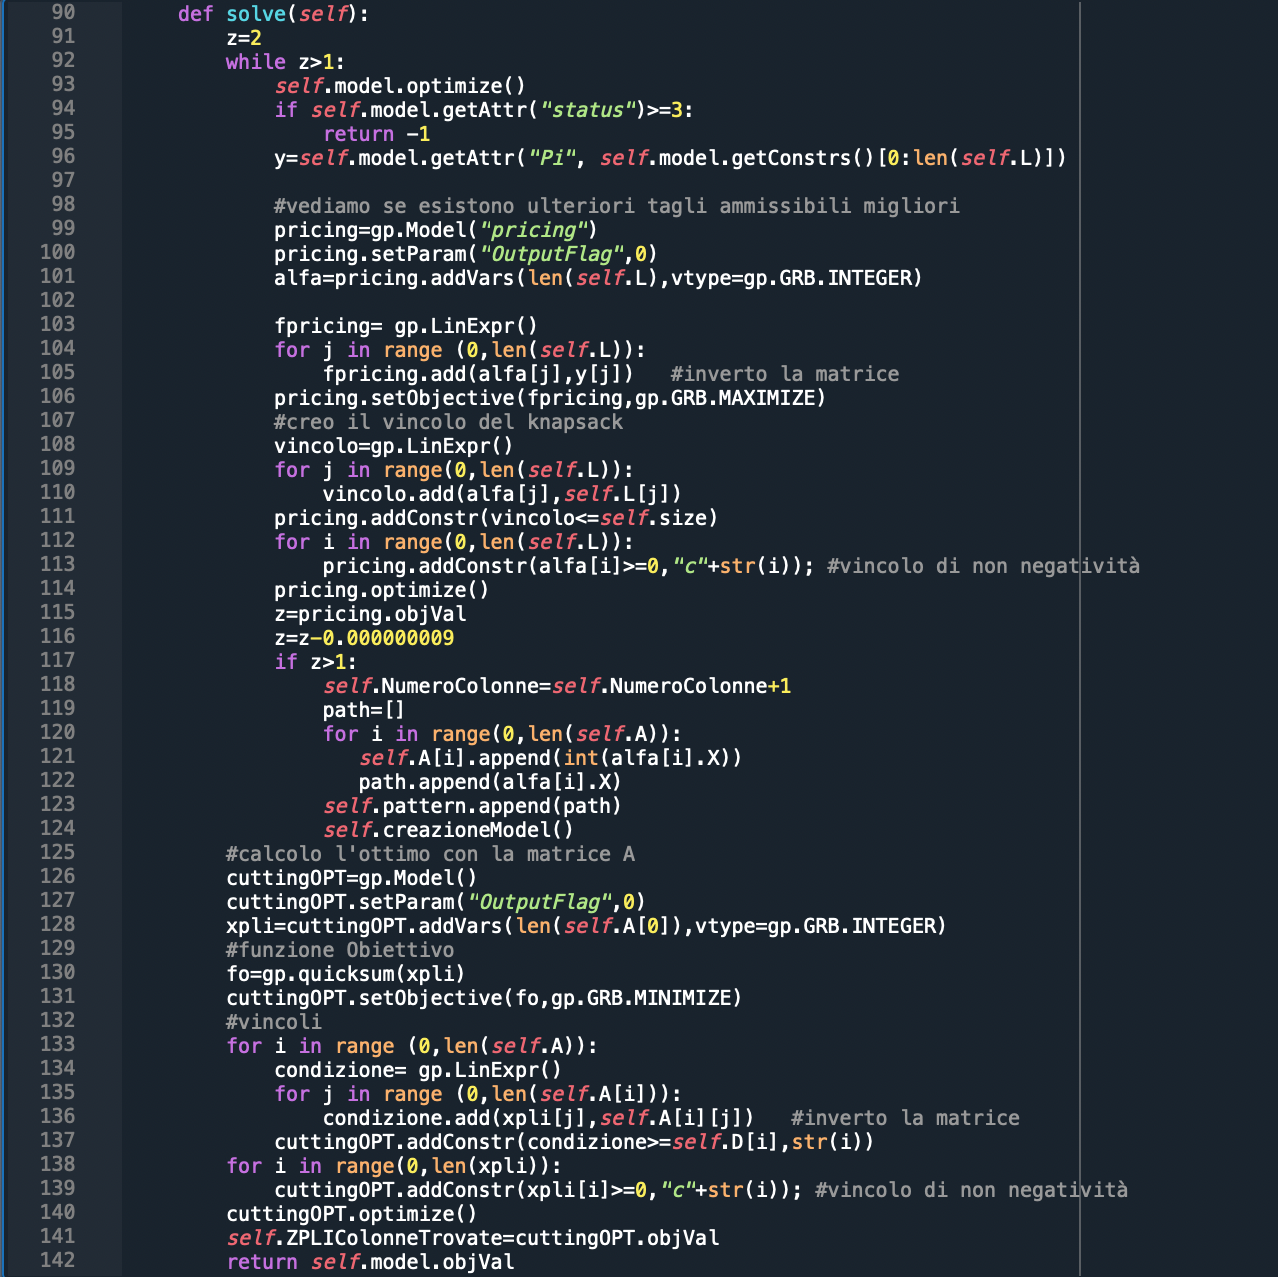 90 def solve(self):
91 z=2
92 while z>1:
93 self.model.optimize()
94 if self.model.getAttr("status")>=3:
95 return -1
96 y=self.model.getAttr("Pi", self.model.getConstrs()[0:len(self.L)])
97
98 #vediamo se esistono ulteriori tagli ammissibili migliori
99 pricing=gp.Model("pricing")
100 pricing.setParam("OutputFlag",0)
101 alfa=pricing.addVars(len(self.L),vtype=gp.GRB.INTEGER)
102
103 fpricing= gp.LinExpr()
104 for j in range (0,len(self.L)):
105 fpricing.add(alfa[j],y[j]) #inverto la matrice
106 pricing.setObjective(fpricing,gp.GRB.MAXIMIZE)
107 #creo il vincolo del knapsack
108 vincolo=gp.LinExpr()
109 for j in range(0,len(self.L)):
110 vincolo.add(alfa[j],self.L[j])
111 pricing.addConstr(vincolo<=self.size)
112 for i in range(0,len(self.L)):
113 pricing.addConstr(alfa[i]>=0,"c"+str(i)); #vincolo di non negatività
114 pricing.optimize()
115 z=pricing.objVal
116 z=z-0.000000009
117 if z>1:
118 self.NumeroColonne=self.NumeroColonne+1
119 path=[]
120 for i in range(0,len(self.A)):
121 self.A[i].append(int(alfa[i].X))
122 path.append(alfa[i].X)
123 self.pattern.append(path)
124 self.creazioneModel()
125 #calcolo l'ottimo con la matrice A
126 cuttingOPT=gp.Model()
127 cuttingOPT.setParam("OutputFlag",0)
128 xpli=cuttingOPT.addVars(len(self.A[0]),vtype=gp.GRB.INTEGER)
129 #funzione Obiettivo
130 fo=gp.quicksum(xpli)
131 cuttingOPT.setObjective(fo,gp.GRB.MINIMIZE)
132 #vincoli
133 for i in range (0,len(self.A)):
134 condizione= gp.LinExpr()
135 for j in range (0,len(self.A[i])):
136 condizione.add(xpli[j],self.A[i][j]) #inverto la matrice
137 cuttingOPT.addConstr(condizione>=self.D[i],str(i))
138 for i in range(0,len(xpli)):
139 cuttingOPT.addConstr(xpli[i]>=0,"c"+str(i)); #vincolo di non negatività
140 cuttingOPT.optimize()
141 self.ZPLIColonneTrovate=cuttingOPT.objVal
142 return self.model.objVal